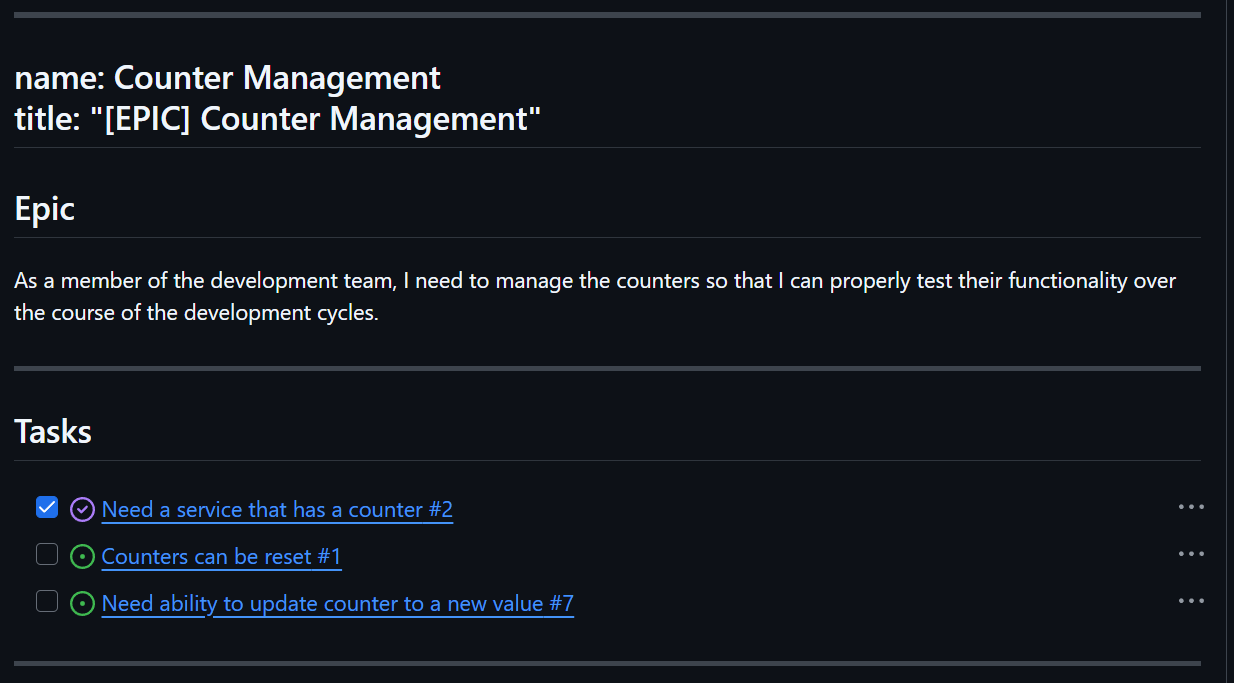 name: Counter Management
title: "[EPIC] Counter Management"
Epic
As a member of the development team, I need to manage the counters so that I can properly test their functionality over
the course of the development cycles.
Tasks
Need a service that has a counter #2
Counters can be reset #1
Need ability to update counter to a new value #7